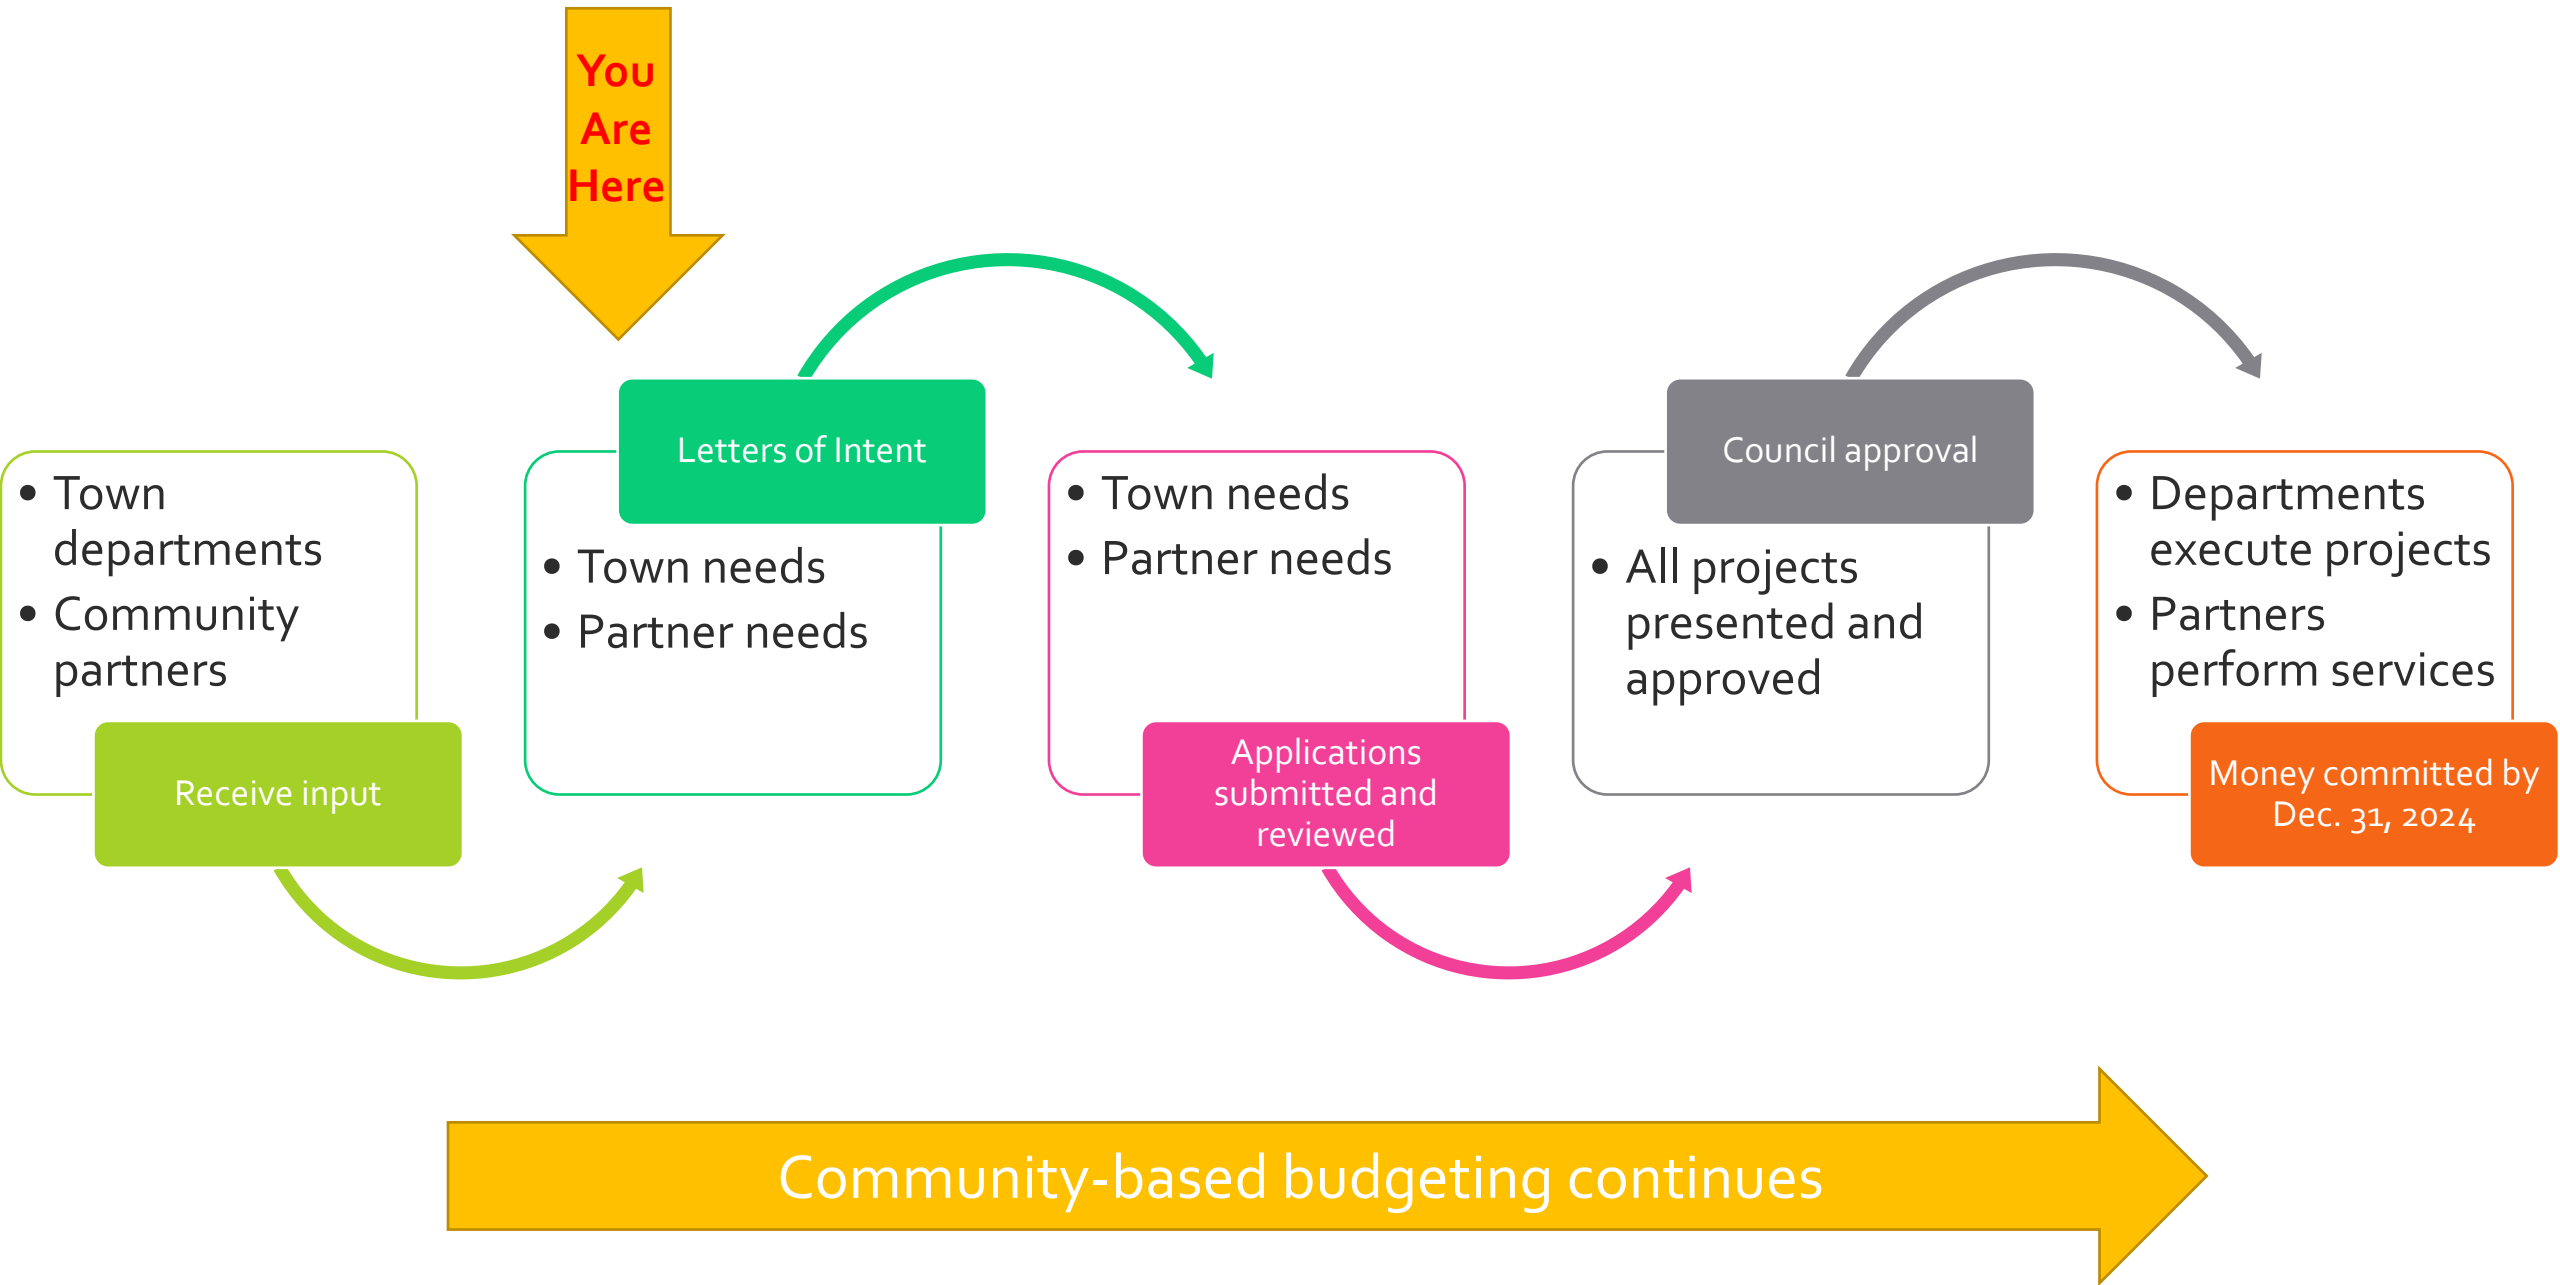 You
Are
Here
• Town
departments
• Community
partners
Receive input
Letters of Intent
• Town needs
• Partner needs
• Town needs
• Partner needs
Applications
submitted and
reviewed
Council approval
• All projects
presented and
approved
• Departments
execute projects
• Partners
perform services
Money committed by
Dec. 31, 2024
Community-based budgeting continues